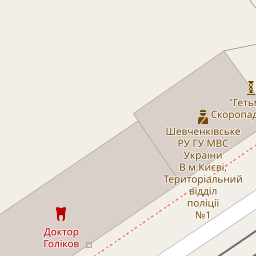 "Гетьм
Скоропад
Шевченківське
РУ ГУ МВС
України
В м.Києві,
Територіальний
відділ
поліції
№1
Доктор
Голіков